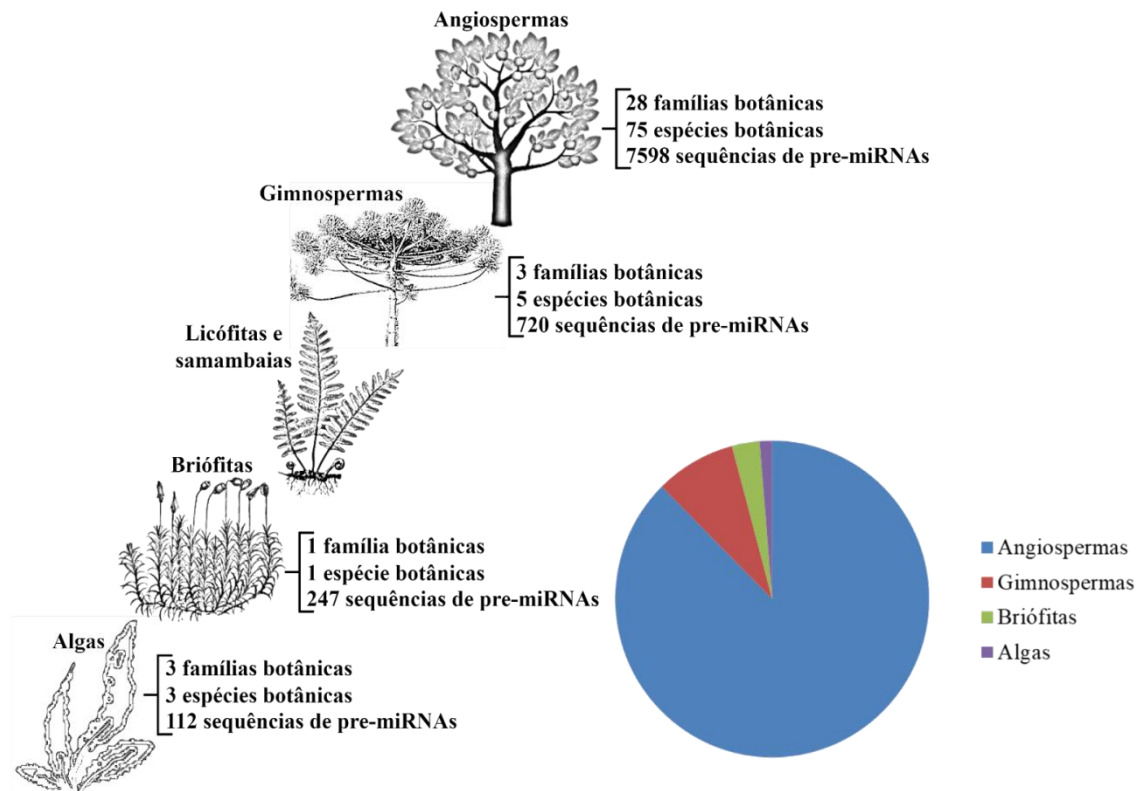 Angiospermas
28 famílias botânicas
75 espécies botânicas
7598 sequências de pre-miRNAs
Gimnospermas
3 famílias botânicas
5 espécies botânicas
720 sequências de pre-miRNAs
Licófitas e
samambaias
Briófitas
1 família botânicas
1 espécie botânicas
247 sequências de pre-miRNAs
Algas
3 famílias botânicas
3 espécies botânicas
112 sequências de pre-miRNAs
Angiospermas
Gimnospermas
Briófitas
Algas